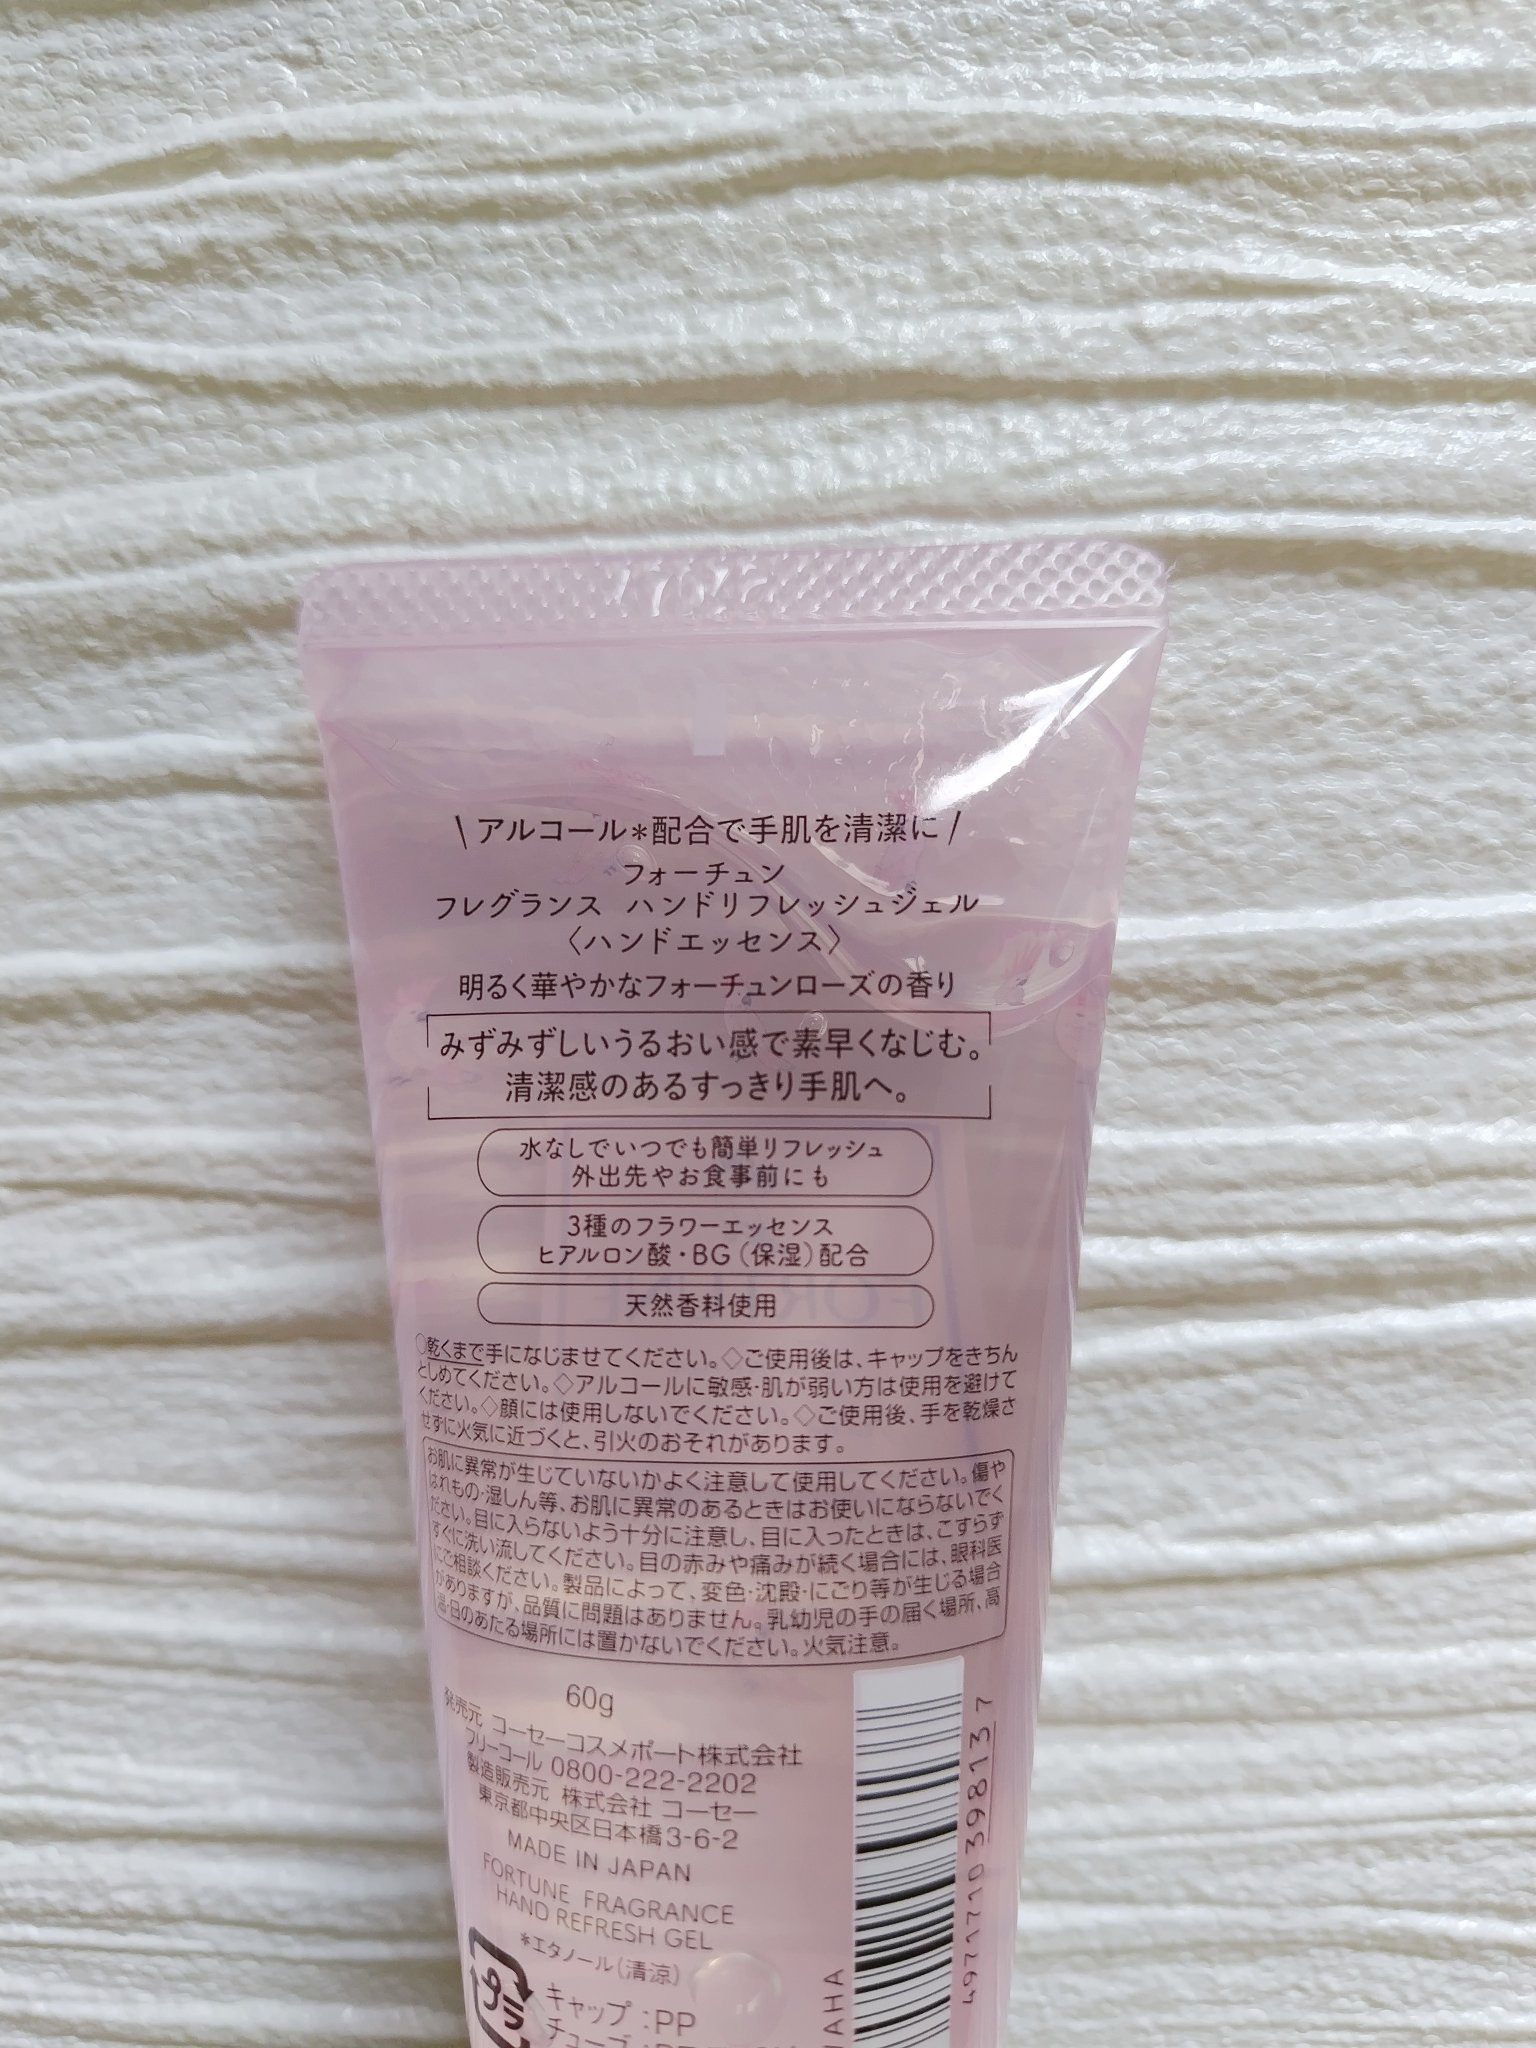 \アルコール*配合で手肌を清潔に/
フォーチュン
フレグランス ハンドリフレッシュジェル
〈ハンドエッセンス〉
明るく華やかなフォーチュンローズの香り
みずみずしいうるおい感で素早くなじむ。
清潔感のあるすっきり手肌へ。
水なしでいつでも簡単リフレッシュ
外出先やお食事前にも
3種のフラワーエッセンス
ヒアルロン酸・BG(保湿)配合
天然香料使用
◇乾くまで手になじませてください。◇ご使用後は、キャップをきちん
としめてください。◇アルコールに敏感・肌が弱い方は使用を避けて
ください。◇顔には使用しないでください。◇ご使用後、手を乾燥さ
せずに火気に近づくと、引火のおそれがあります。
お肌に異常が生じていないかよく注意して使用してください。傷や
はれもの・湿しん等、お肌に異常のあるときはお使いにならないでく
ださい。目に入らないよう十分に注意し、目に入ったときは、こすらず
すぐに洗い流してください。目の赤みや痛みが続く場合には、眼科医
にご相談ください。製品によって、変色・沈殿・にごり等が生じる場合
がありますが、品質に問題はありません。乳幼児の手の届く場所、高
温・日のあたる場所には置かないでください。火気注意。
60g
発売元 コーセーコスメポート株式会社
フリーコール 0800-222-2202
製造販売元 株式会社 コーセー
東京都中央区日本橋3-6-2
MADE IN JAPAN
FORTUNE FRAGRANCE
HAND REFRESH GEL
*エタノール(清涼)
プラ
キャップ:PP
チューブ
4971710 398137